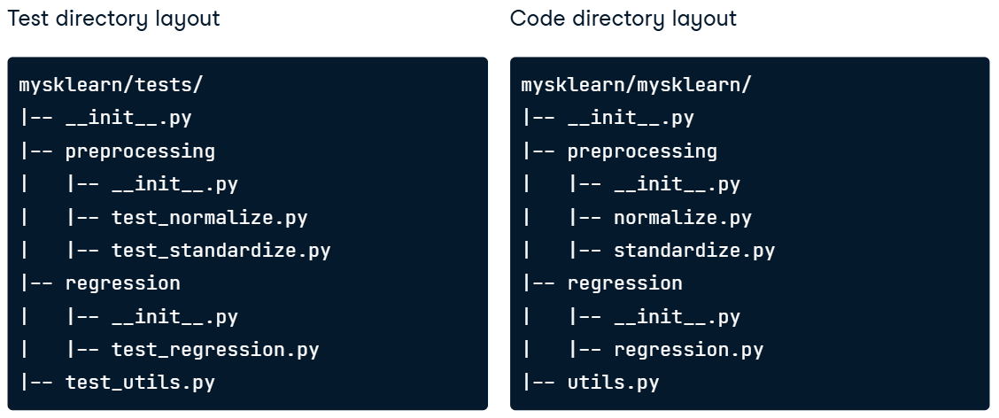 Test directory layout
mysklearn/tests/
|-- __init__.py
|-- preprocessing
|   |-- __init__.py
|   |-- test_normalize.py
|   |-- test_standardize.py
|-- regression
|   |-- __init__.py
|   |-- test_regression.py
|-- test_utils.py
Code directory layout
mysklearn/mysklearn/
|-- __init__.py
|-- preprocessing
|   |-- __init__.py
|   |-- normalize.py
|   |-- standardize.py
|-- regression
|   |-- __init__.py
|   |-- regression.py
|-- utils.py